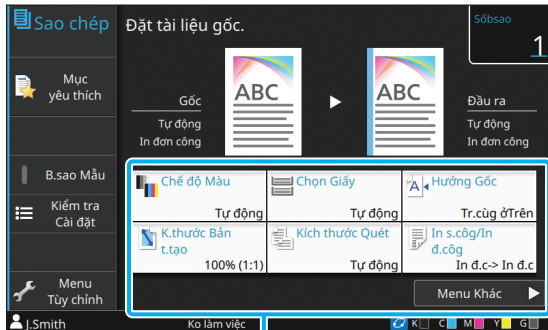 Sao chép
Đặt tài liệu gốc.
Sốbsao
1
Mục
yêu thích
Gốc
Tự động
In đơn công
ABC
ABC
Đầu ra
Tự động
In đơn công
B.sao Mẫu
Kiểm tra
Cài đặt
Menu
Tùy chỉnh
Chế độ Màu
Tự động
Chọn Giấy
Tự động
A
Hướng Gốc
Tr.cùg ởTrên
K.thước Bản
t.tạo
100% (1:1)
Kích thước Quét
Tự động
In s.côg/In
đ.côg
In đ.c-> In đ.c
Menu Khác
J.Smith
Ko làm việc
K C M Y G